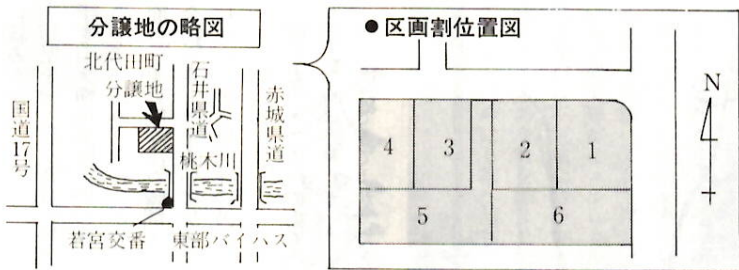 分譲地の略図
北代田町
分譲地
国道17号
石井県道
赤城県道
桃木川
若宮交番
東部バイハス
●区画割位置図
N
4 3 2 1
5 6